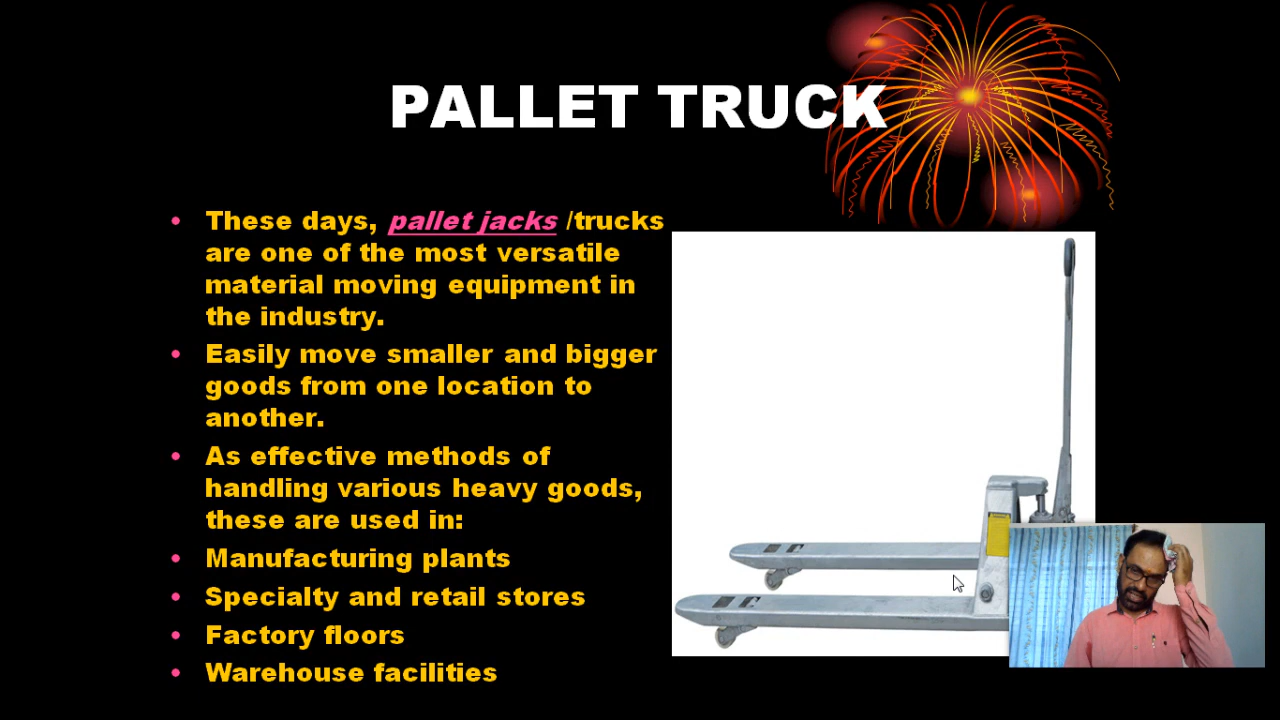 PALLET TRUCK
• These days, pallet jacks /trucks
are one of the most versatile
material moving equipment in
the industry.
• Easily move smaller and bigger
goods from one location to
another.
• As effective methods of
handling various heavy goods,
these are used in:
• Manufacturing plants
• Specialty and retail stores
• Factory floors
• Warehouse facilities